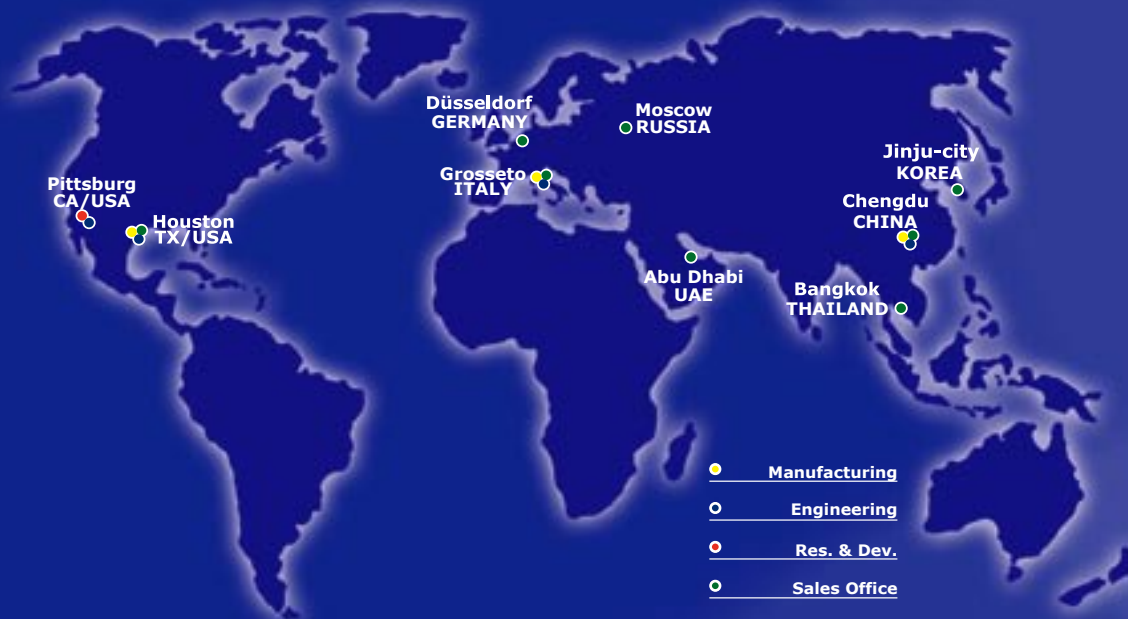 Düsseldorf
GERMANY
Moscow
RUSSIA
Jinju-city
KOREA
Grosseto
ITALY
Pittsburg
CA/USA
Chengdu
CHINA
Houston
TX/USA
Abu Dhabi
UAE
Bangkok
THAILAND
Manufacturing
Engineering
Res. & Dev.
Sales Office